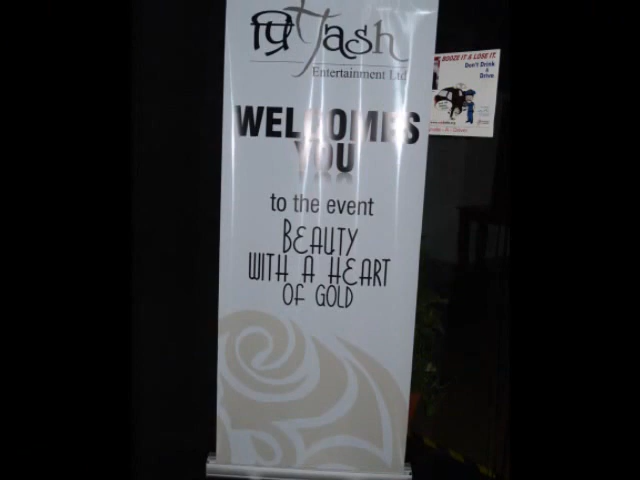 प्रिyash
Entertainment Ltd
WELCOMES
YOU
to the event
BEAUTY
WITH A HEART
OF GOLD
BOOZE IT & LOSE IT.
Don't Drink
&
Drive